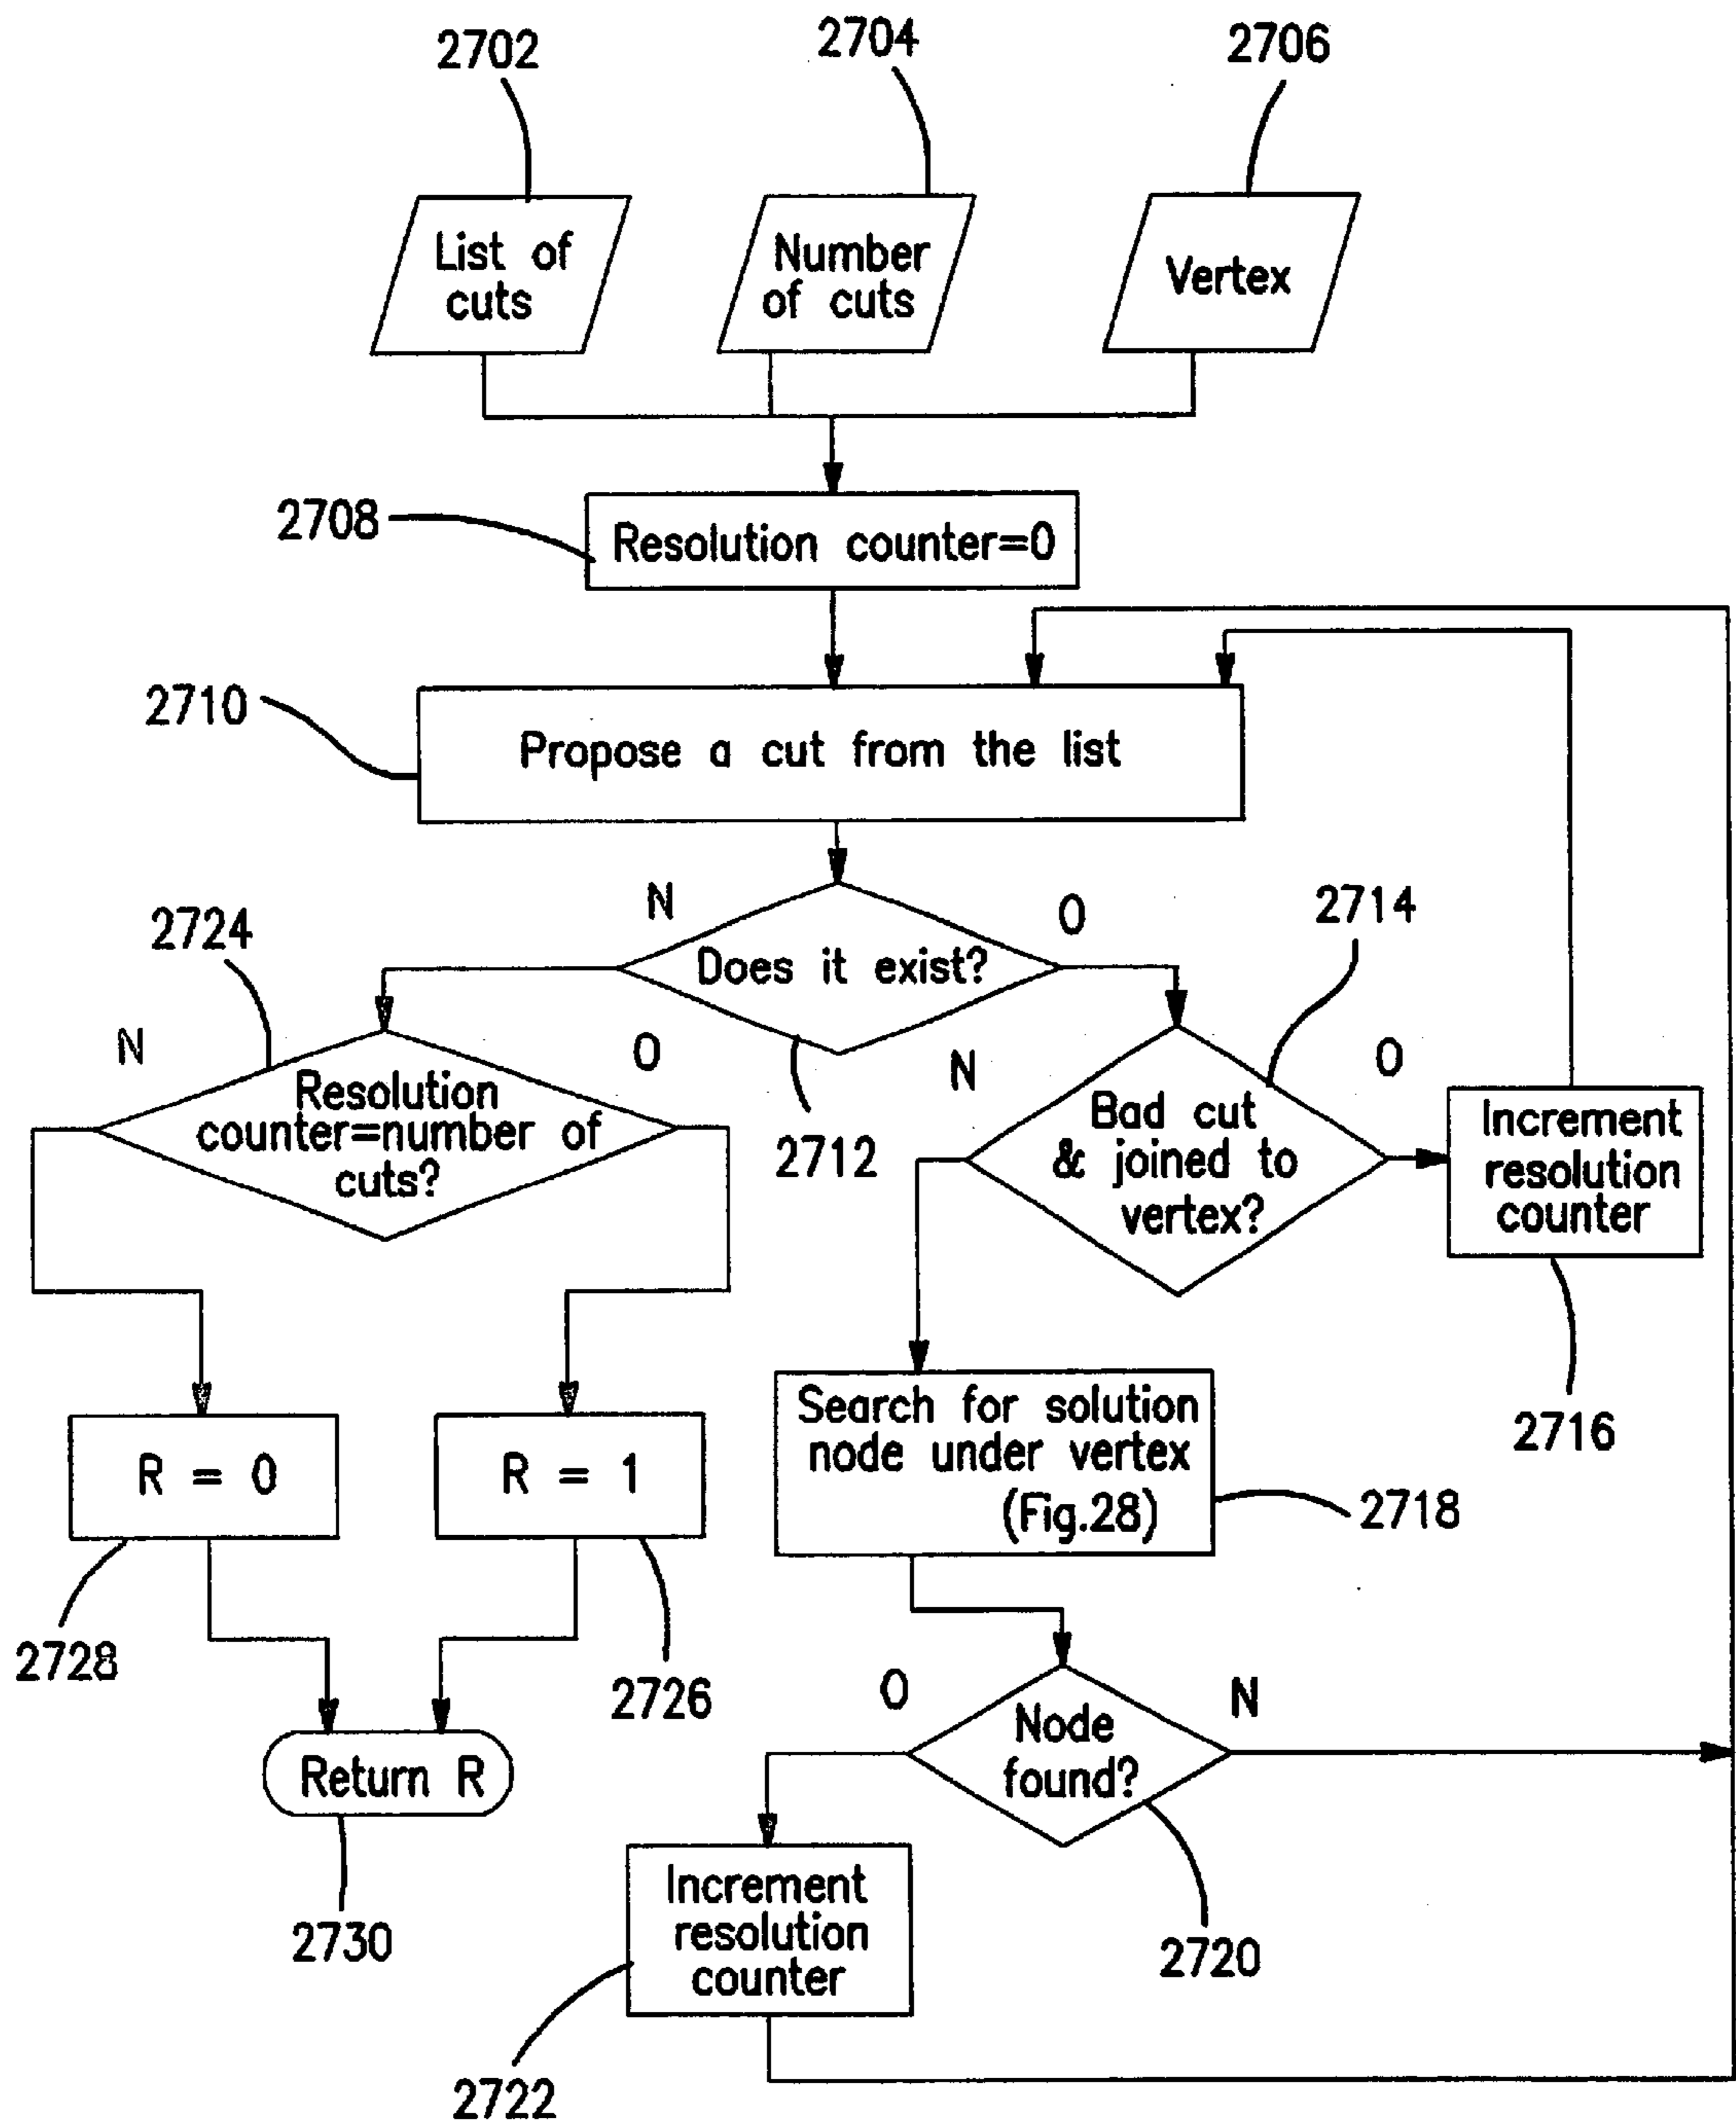 2702
2704
2706
List of
cuts
Number
of cuts
Vertex
2708
Resolution counter=0
2710
Propose a cut from the list
N
O
2714
2724
Does it exist?
N
O
N
O
Resolution
counter=number of
cuts?
2712
Bad cut
& joined to
vertex?
Increment
resolution
counter
R = 0
R = 1
Search for solution
node under vertex
(Fig.28)
2716
2718
2728
2726
O
N
Node
found?
Return R
2730
Increment
resolution
counter
2720
2722